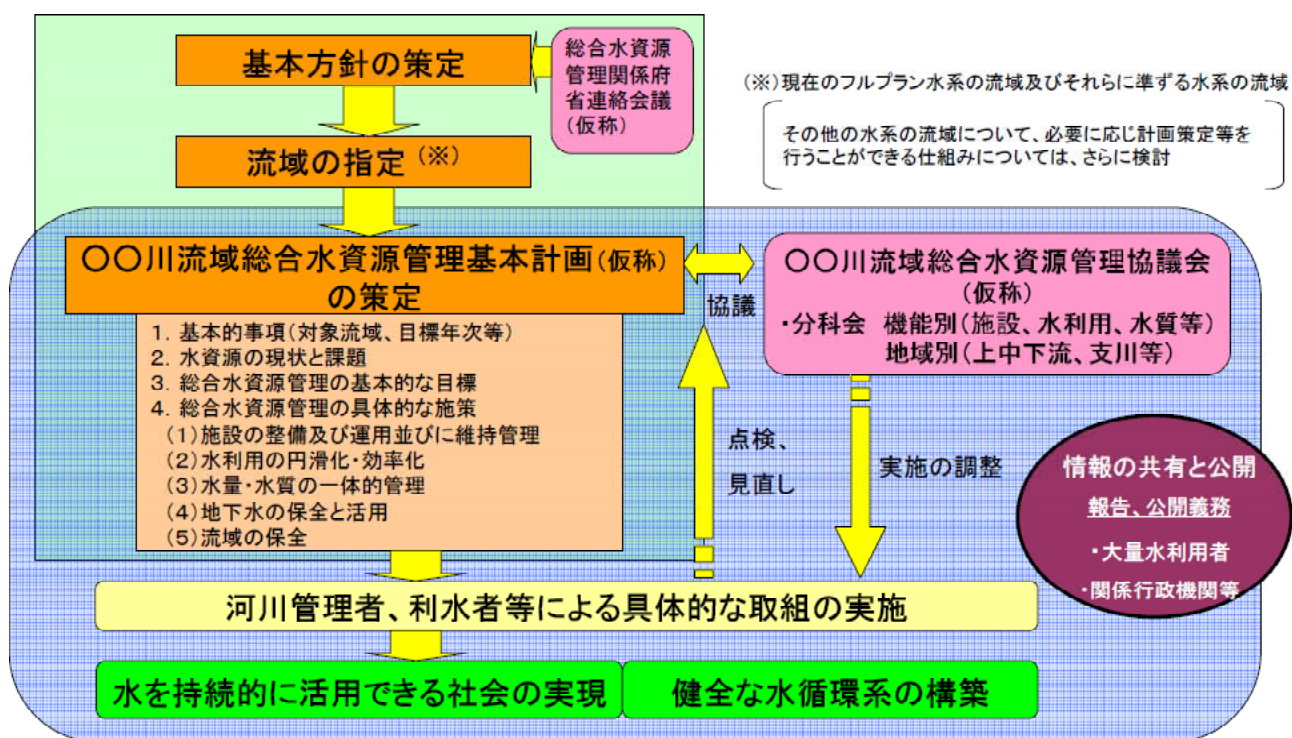 基本方針の策定
総合水資源
管理関係府
省連絡会議
(仮称)
(※)現在のフルプラン水系の流域及びそれらに準ずる水系の流域
その他の水系の流域について、必要に応じ計画策定等を
行うことができる仕組みについては、さらに検討
流域の指定(※)
〇〇川流域総合水資源管理基本計画(仮称)
の策定
協議
〇〇川流域総合水資源管理協議会
(仮称)
・分科会 機能別(施設、水利用、水質等)
地域別(上中下流、支川等)
1. 基本的事項(対象流域、目標年次等)
2. 水資源の現状と課題
3. 総合水資源管理の基本的な目標
4. 総合水資源管理の具体的な施策
(1)施設の整備及び運用並びに維持管理
(2)水利用の円滑化・効率化
(3)水量・水質の一体的管理
(4)地下水の保全と活用
(5)流域の保全
点検、
見直し
実施の調整
情報の共有と公開
報告、公開義務
・大量水利用者
・関係行政機関等
河川管理者、利水者等による具体的な取組の実施
水を持続的に活用できる社会の実現
健全な水循環系の構築